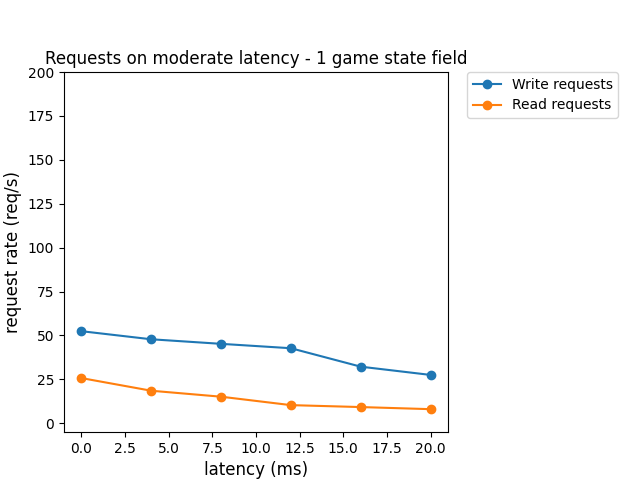 Requests on moderate latency - 1 game state field
Write requests
Read requests
request rate (req/s)
200
175
150
125
100
75
50
25
0
0.0 2.5 5.0 7.5 10.0 12.5 15.0 17.5 20.0
latency (ms)